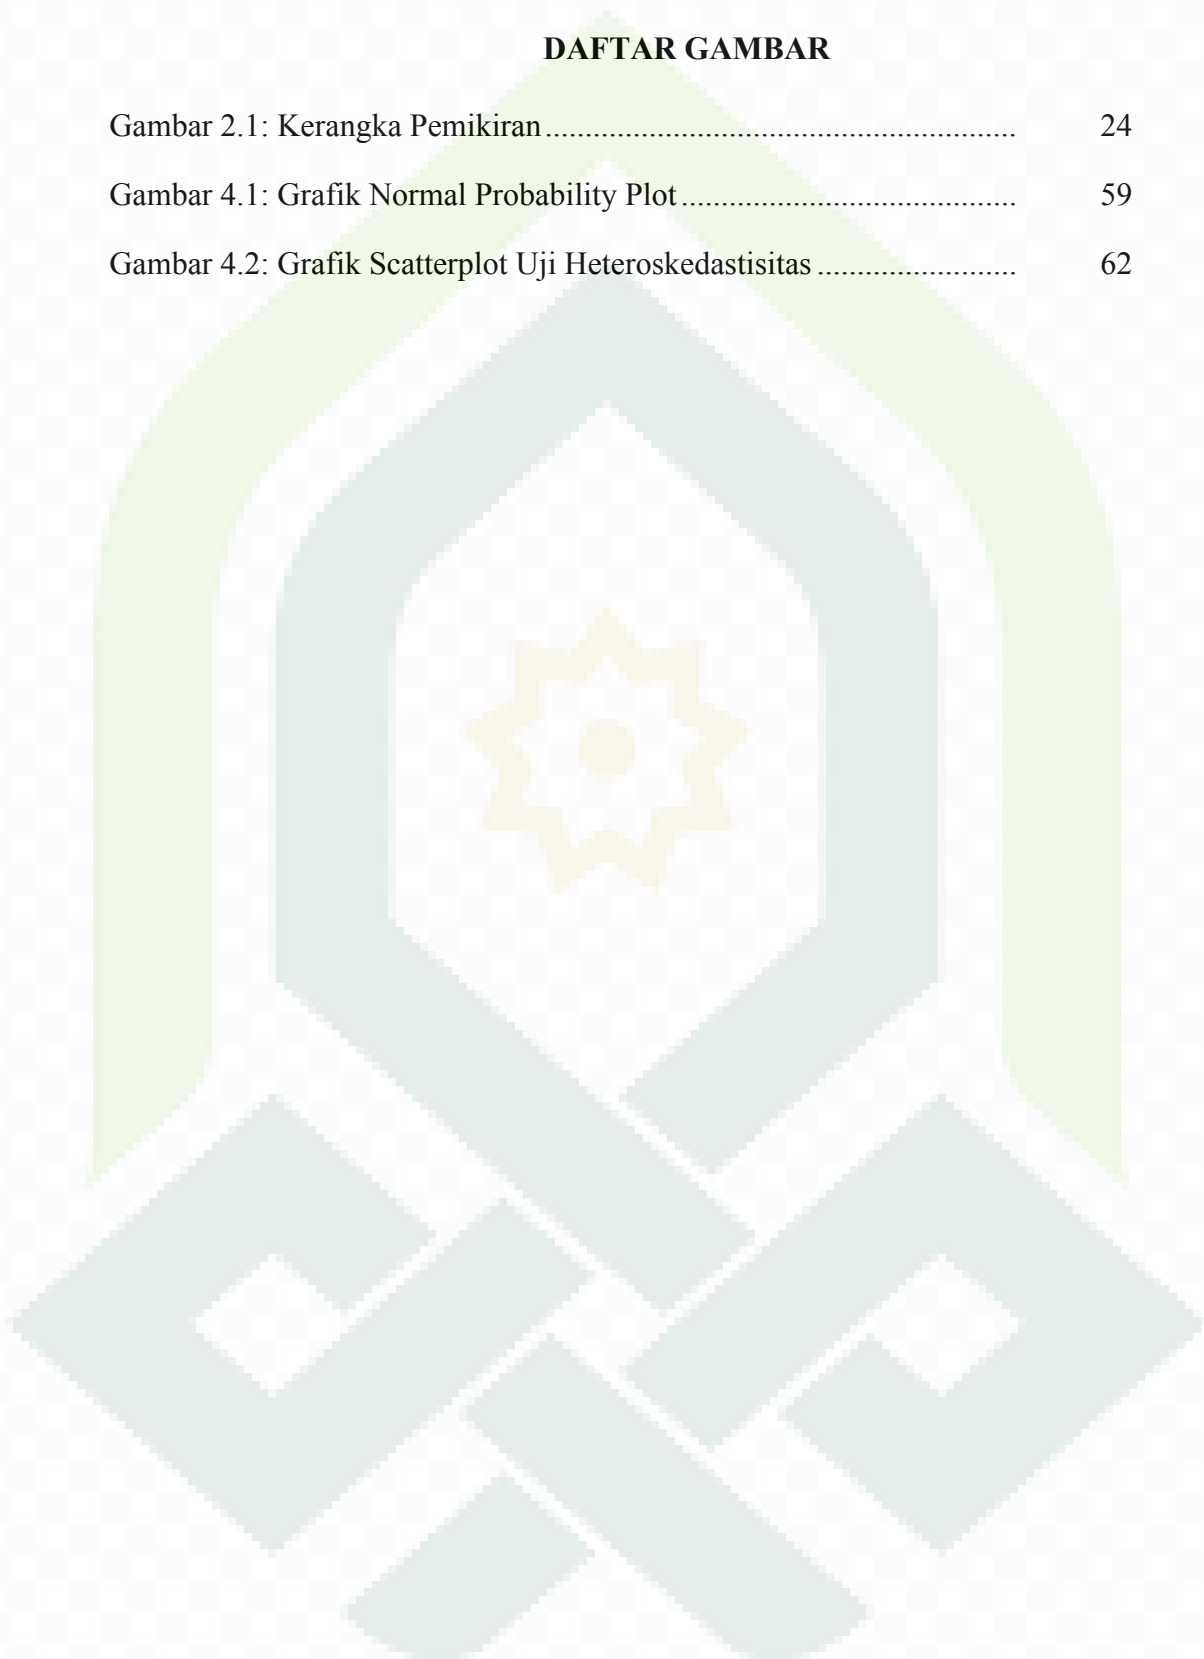 DAFTAR GAMBAR
Gambar 2.1: Kerangka Pemikiran ........................................................... 24
Gambar 4.1: Grafik Normal Probability Plot .......................................... 59
Gambar 4.2: Grafik Scatterplot Uji Heteroskedastisitas ......................... 62